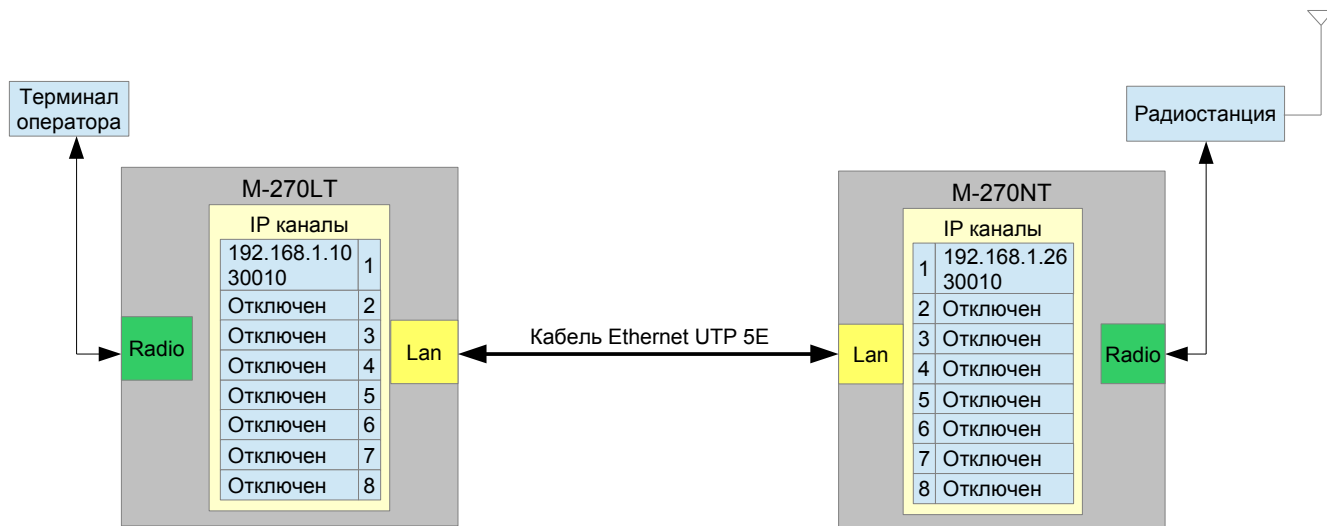 Терминал
оператора
Радиостанция
M-270LT
IP каналы
192.168.1.10
30010
1
Отключен 2
Отключен 3
Отключен 4
Отключен 5
Отключен 6
Отключен 7
Отключен 8
Radio
Lan
Кабель Ethernet UTP 5E
M-270NT
IP каналы
1
192.168.1.26
30010
2 Отключен
3 Отключен
4 Отключен
5 Отключен
6 Отключен
7 Отключен
8 Отключен
Lan
Radio